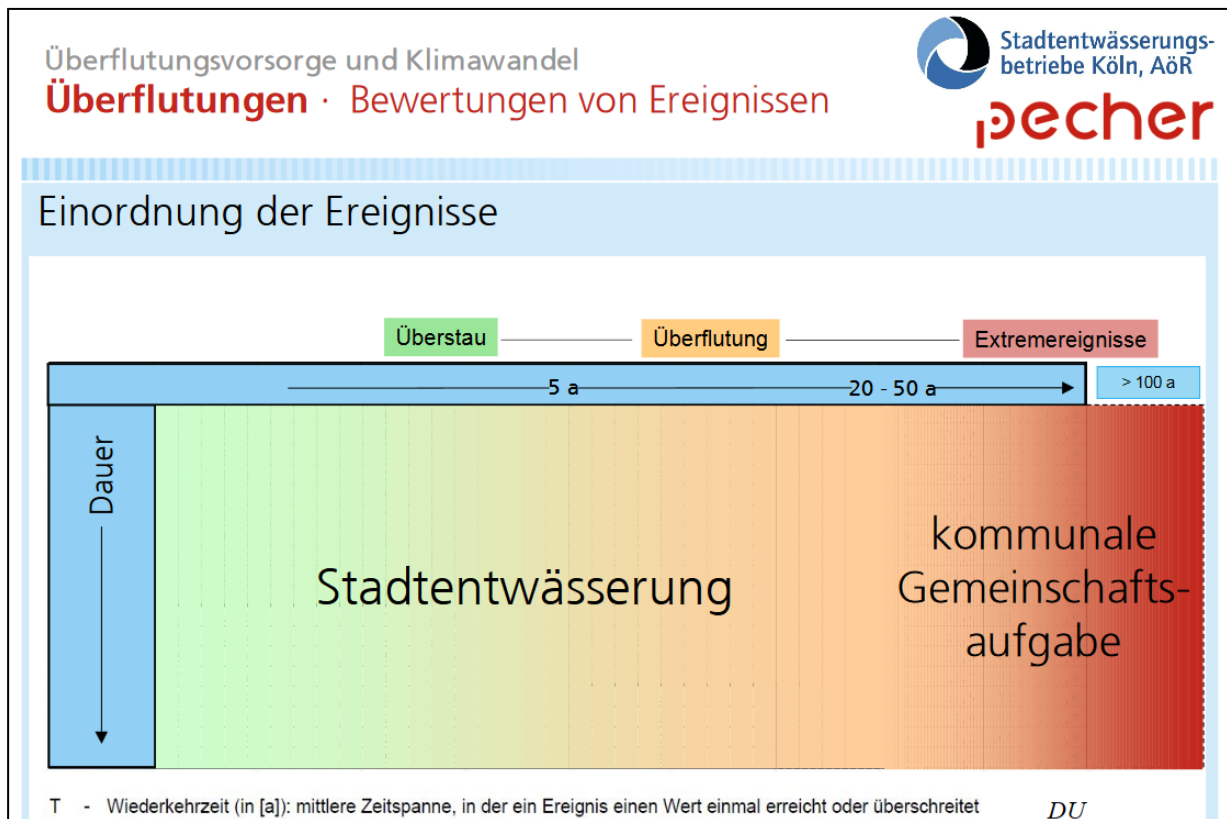 Überflutungsvorsorge und Klimawandel
Überflutungen · Bewertungen von Ereignissen
Stadtentwässerungs-
betriebe Köln, AöR
pecher
Einordnung der Ereignisse
Überstau
Überflutung
Extremereignisse
5 a
20 - 50 a
> 100 a
Dauer
Stadtentwässerung
kommunale
Gemeinschafts-
aufgabe
T - Wiederkehrzeit (in [a]): mittlere Zeitspanne, in der ein Ereignis einen Wert einmal erreicht oder überschreitet
DU